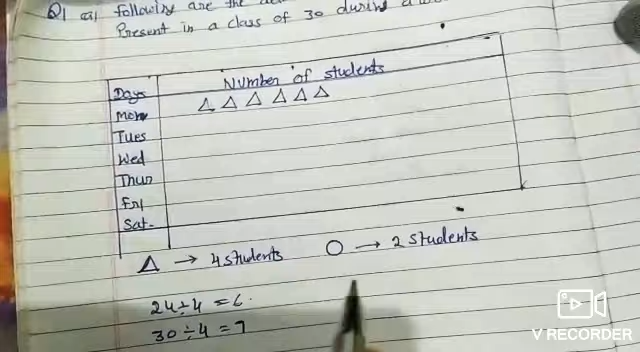 Q1 (a) following are the
Present in a class of 30 during a
Days Number of students
Mon △ △ △ △ △ △
Tues
Wed
Thur
Fri
Sat.
△ → 4 students ○ → 2 students
24÷4 = 6.
30÷4 = 7
V RECORDER